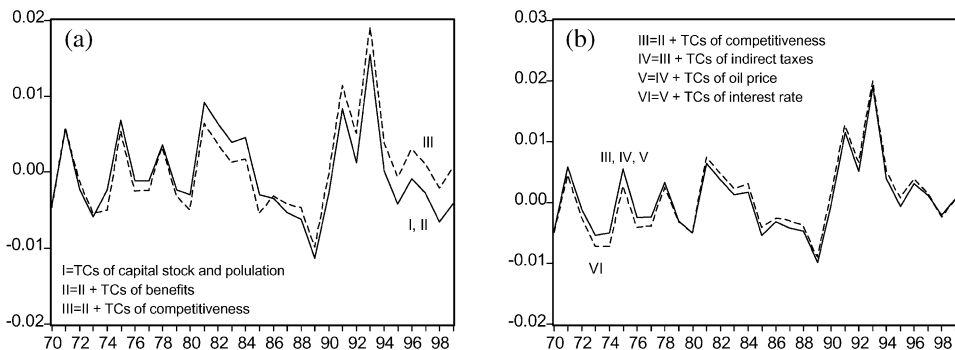 0.02
(a)
0.01
III
0.00
I, II
-0.01
I=TCs of capital stock and polulation
II=II + TCs of benefits
III=II + TCs of competitiveness
-0.02
70 72 74 76 78 80 82 84 86 88 90 92 94 96 98
0.03
(b)
III=II + TCs of competitiveness
IV=III + TCs of indirect taxes
V=IV + TCs of oil price
VI=V + TCs of interest rate
0.02
0.01
III, IV, V
0.00
VI
-0.01
-0.02
70 72 74 76 78 80 82 84 86 88 90 92 94 96 98